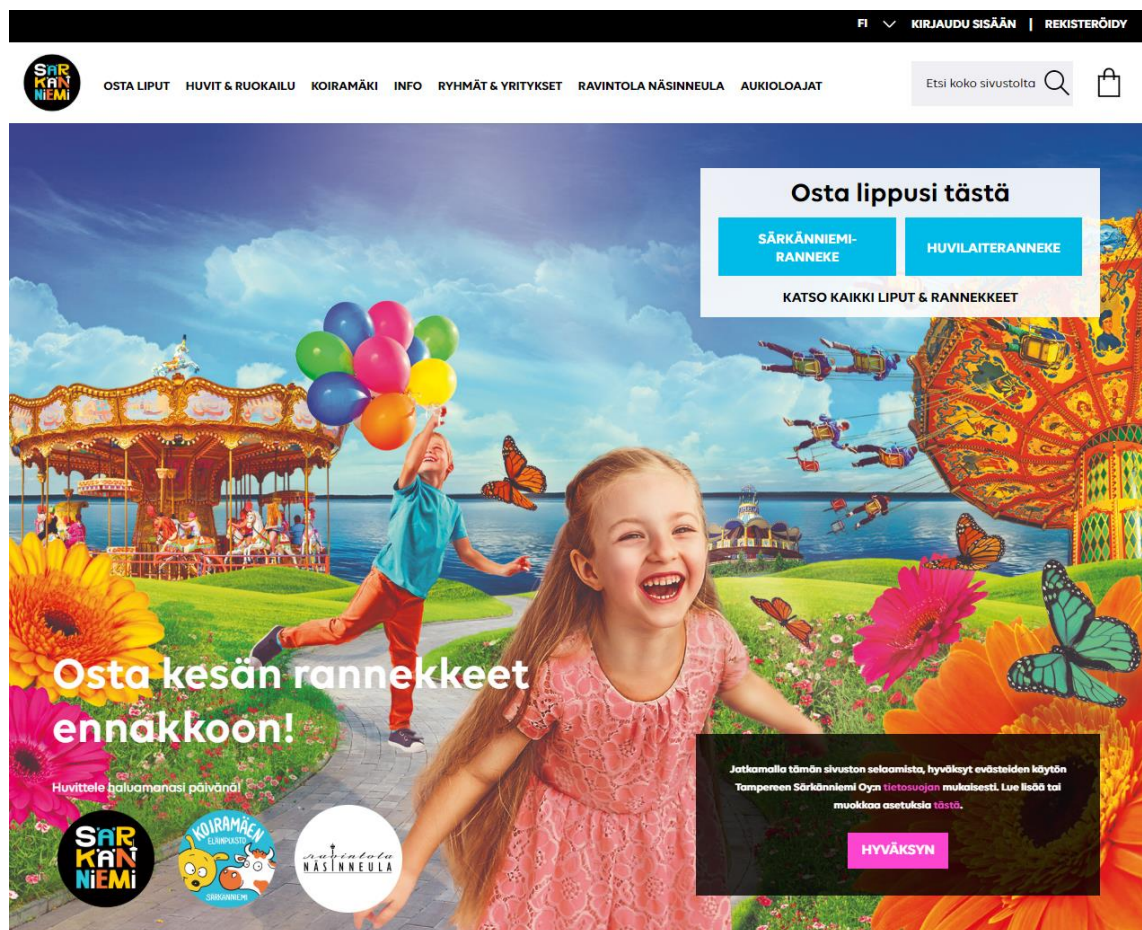 FI
KIRJAUDU SISÄÄN | REKISTERÖIDY
SÄR
KÄN
NiEMi
OSTA LIPUT
HUVIT & RUOKAILU
KOIRAMÄKI
INFO
RYHMÄT & YRITYKSET
RAVINTOLA NÄSINNEULA
AUKIOLOAJAT
Etsi koko sivustolta
Osta lippusi tästä
SÄRKÄNNIEMI-
RANNEKE
HUVILAITERANNEKE
KATSO KAIKKI LIPUT & RANNEKKEET
Osta kesän rannekkeet
ennakkoon!
Huvittele haluamanasi päivänä!
SÄR
KÄN
NiEMi
KOIRAMÄEN
ELÄINPUISTO
SÄRKÄNNIEMI
ravintola
NÄSINNEULA
Jatkamalla tämän sivuston selaamista, hyväksyt evästeiden käytön
Tampereen Särkänniemi Oy:n tietosuojan mukaisesti. Lue lisää tai
muokkaa asetuksia tästä.
HYVÄKSYN